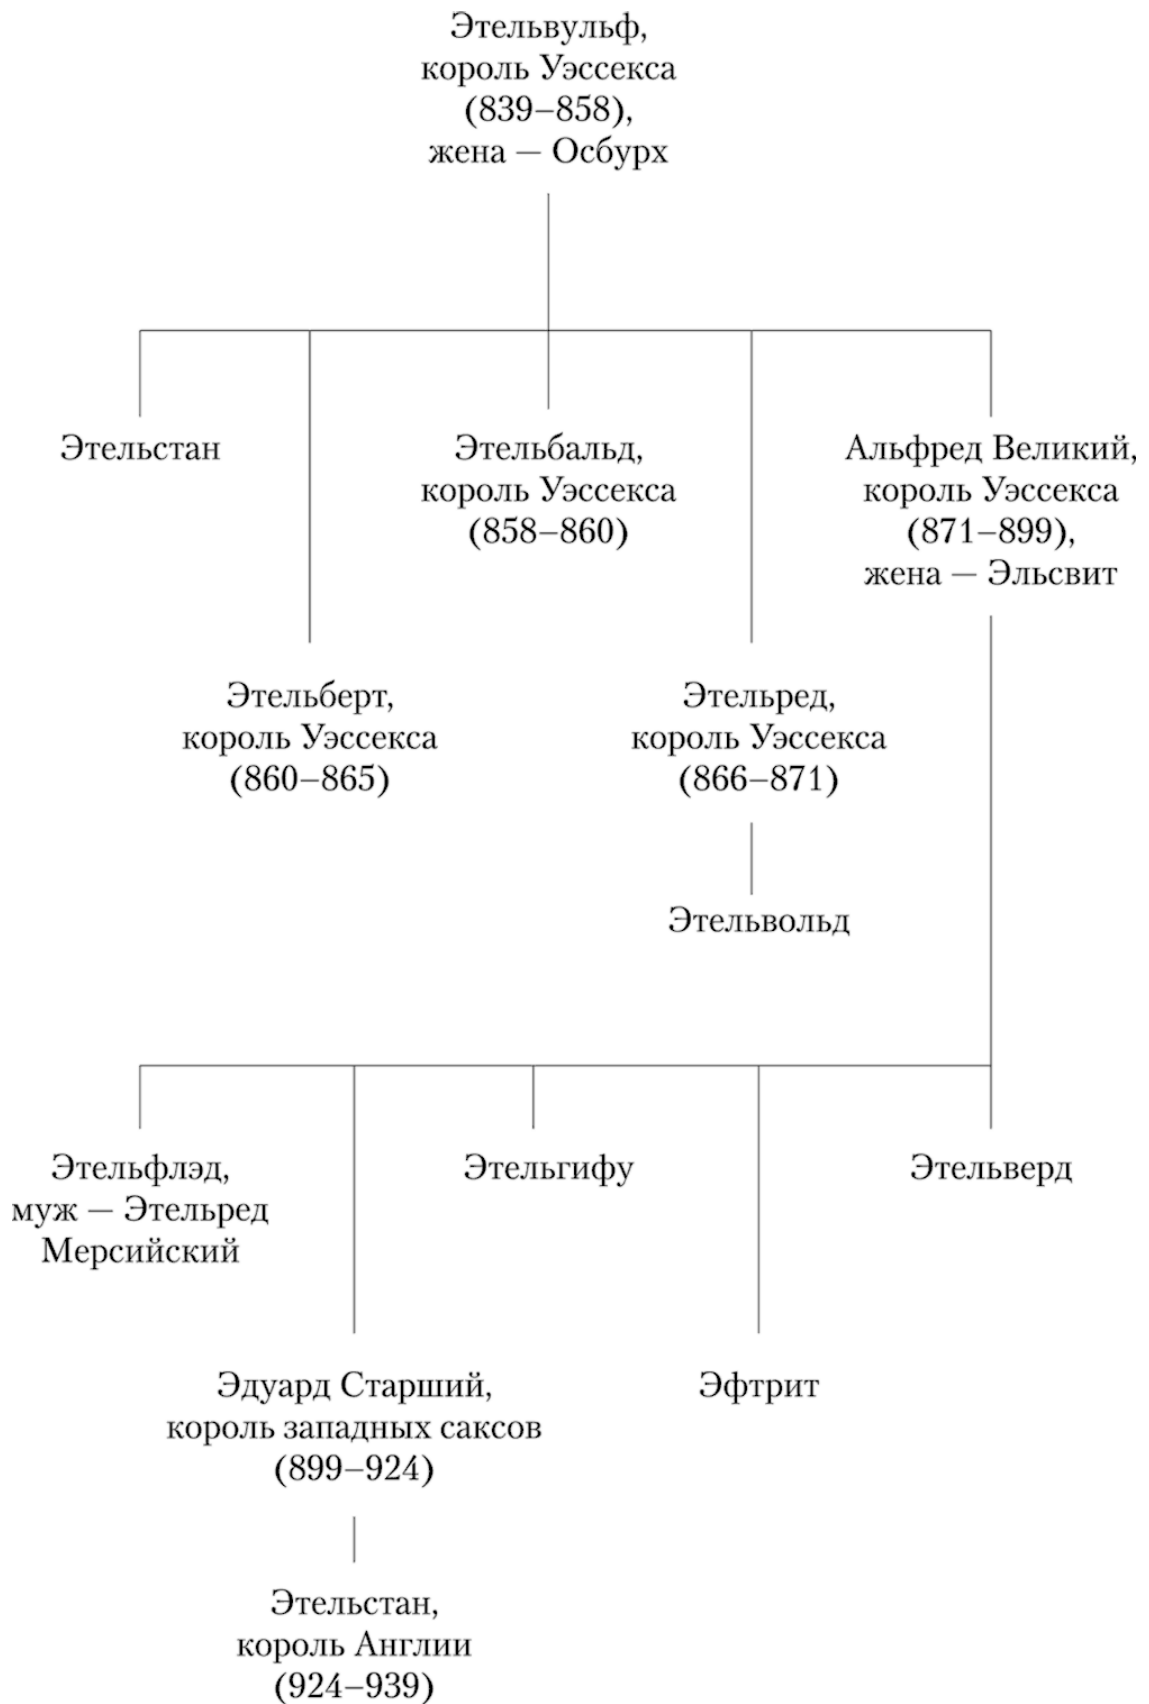 Этельвульф,
король Уэссекса
(839–858),
жена — Осбурх
Этельстан
Этельбальд,
король Уэссекса
(858–860)
Альфред Великий,
король Уэссекса
(871–899),
жена — Эльсвит
Этельберт,
король Уэссекса
(860–865)
Этельред,
король Уэссекса
(866–871)
Этельвольд
Этельфлэд,
муж — Этельред
Мерсийский
Этельгифу
Этельверд
Эдуард Старший,
король западных саксов
(899–924)
Эфтрит
Этельстан,
король Англии
(924–939)